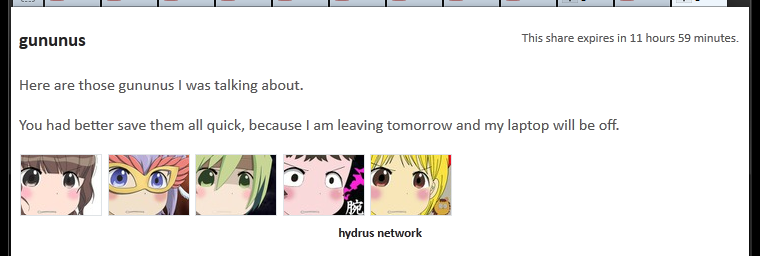 gununus
This share expires in 11 hours 59 minutes.
Here are those gununus I was talking about.
You had better save them all quick, because I am leaving tomorrow and my laptop will be off.
腕
hydrus network